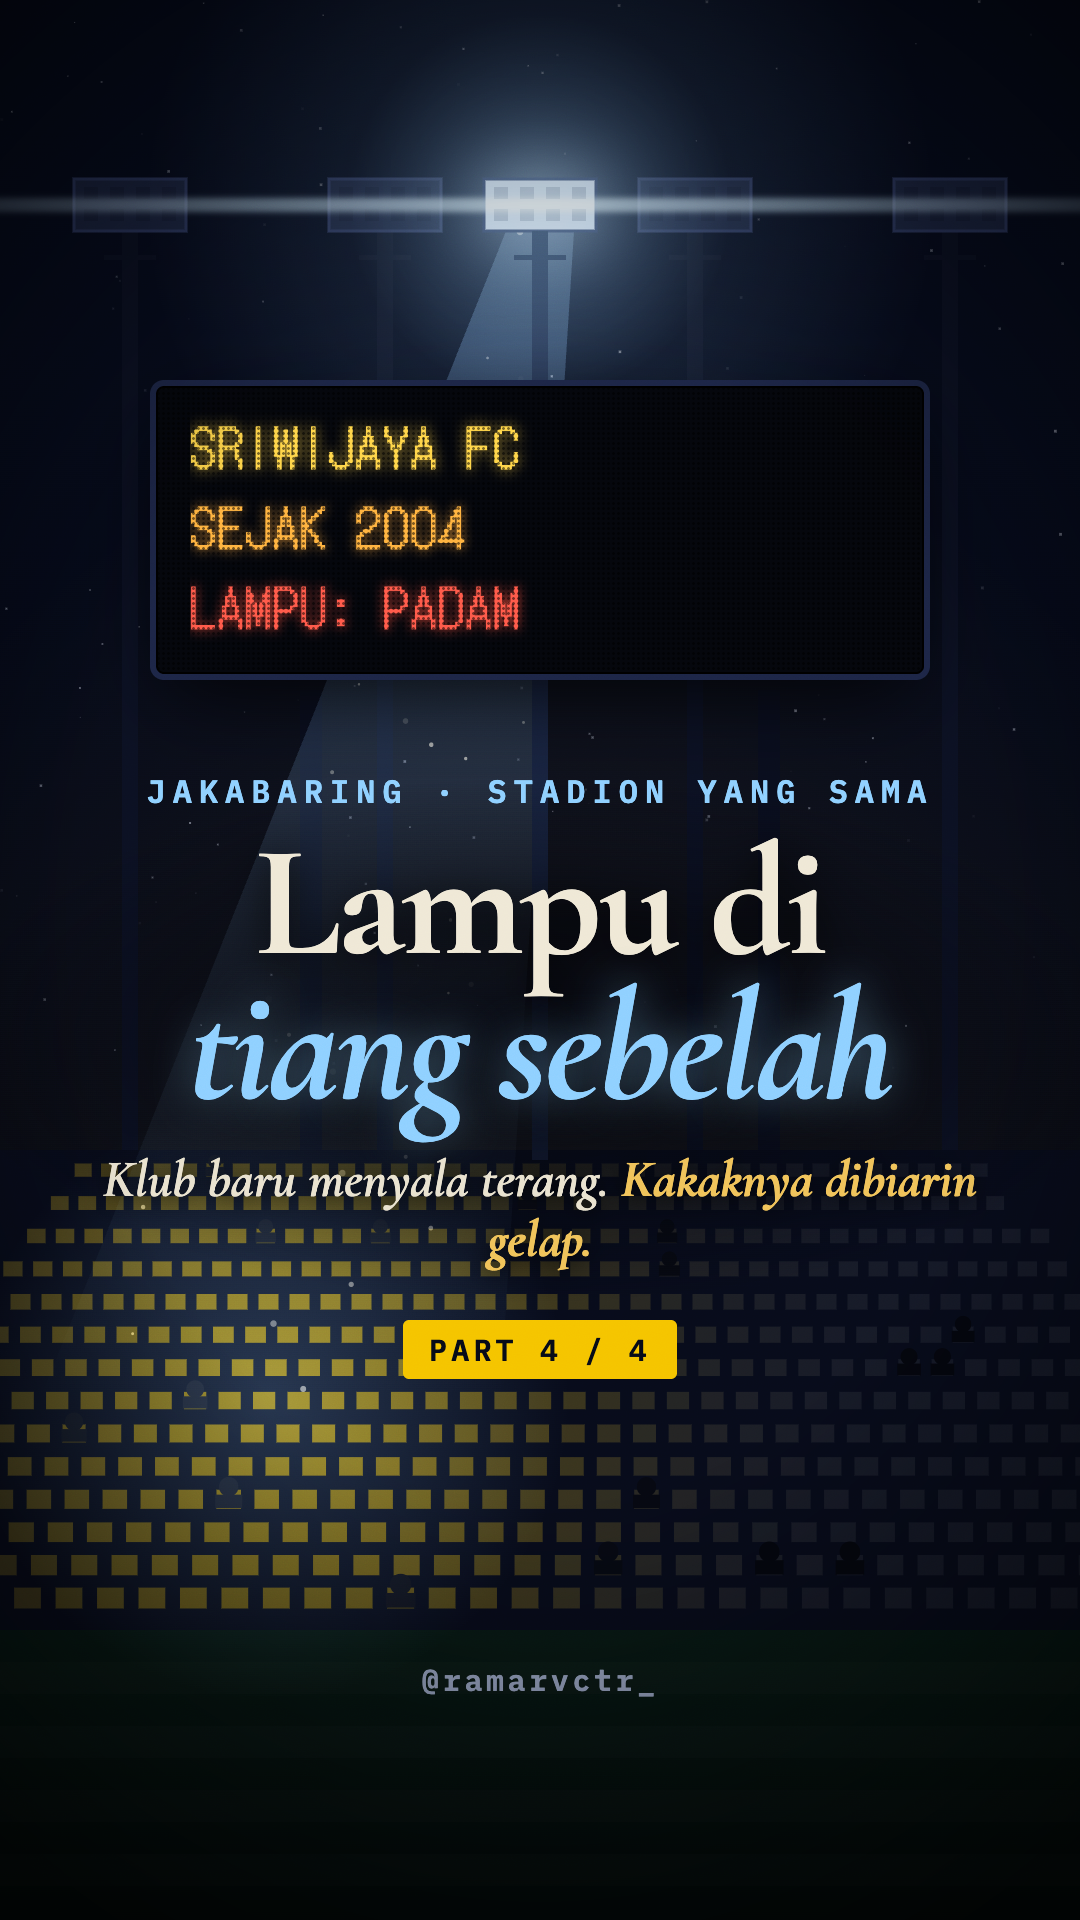 SRIWIJAYA FC
SEJAK 2004
LAMPU: PADAM
JAKABARING · STADION YANG SAMA
Lampu di
tiang sebelah
Klub baru menyala terang. Kakaknya dibiarin
gelap.
PART 4 / 4
@ramarvctr_